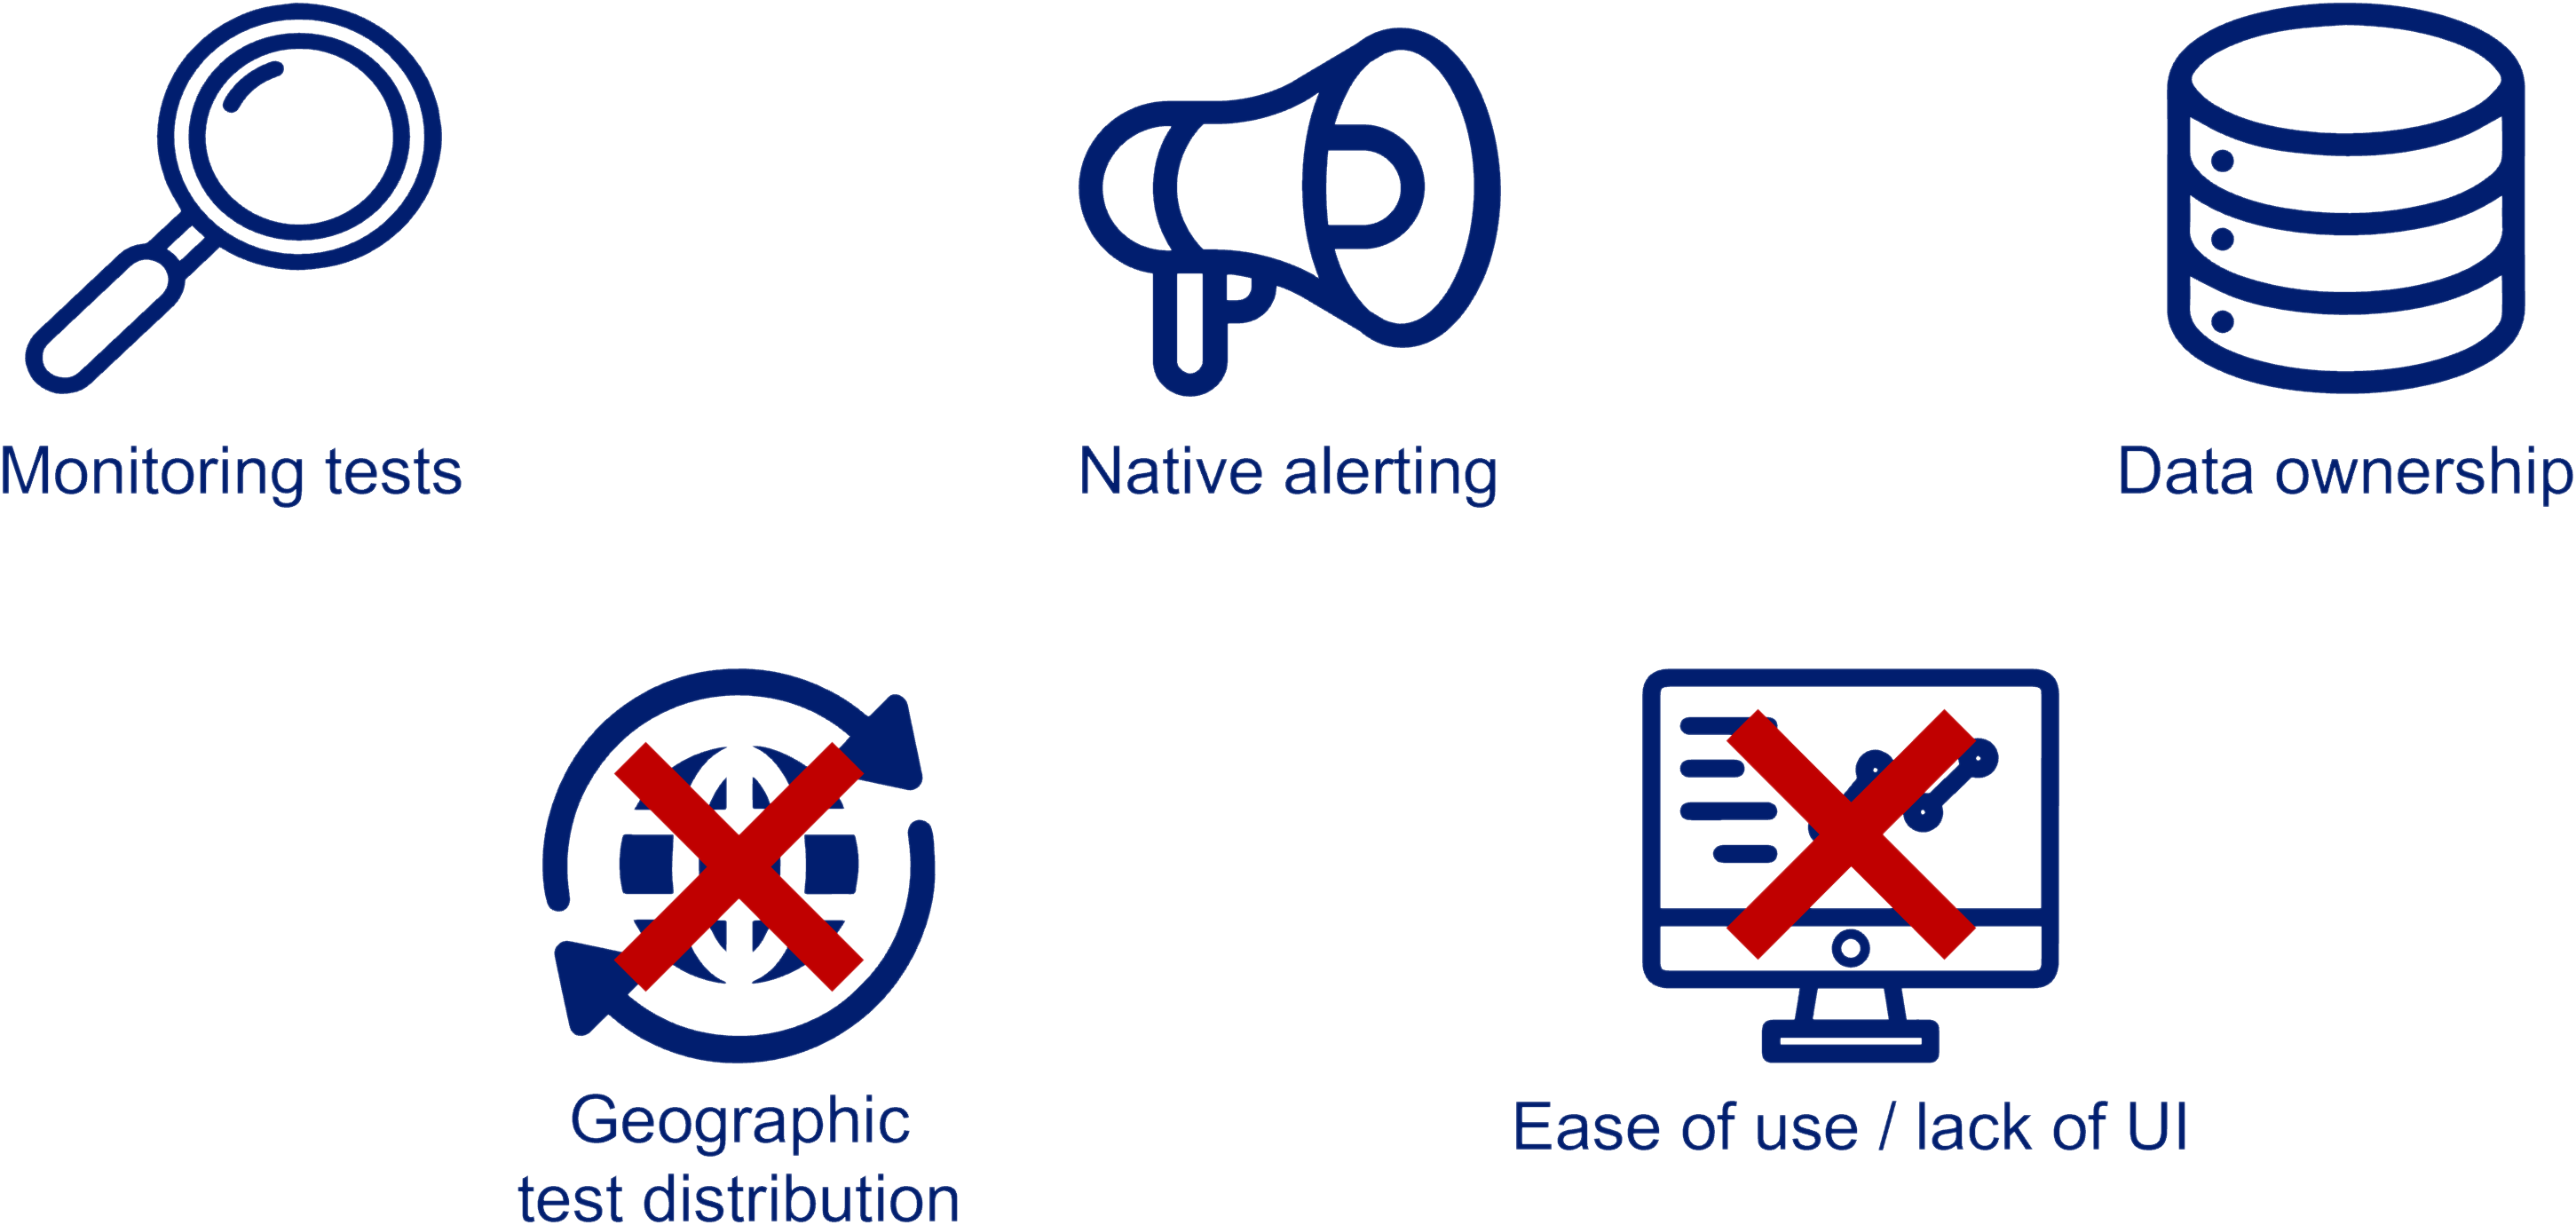 Monitoring tests
Native alerting
Data ownership
Geographic
test distribution
Ease of use / lack of UI